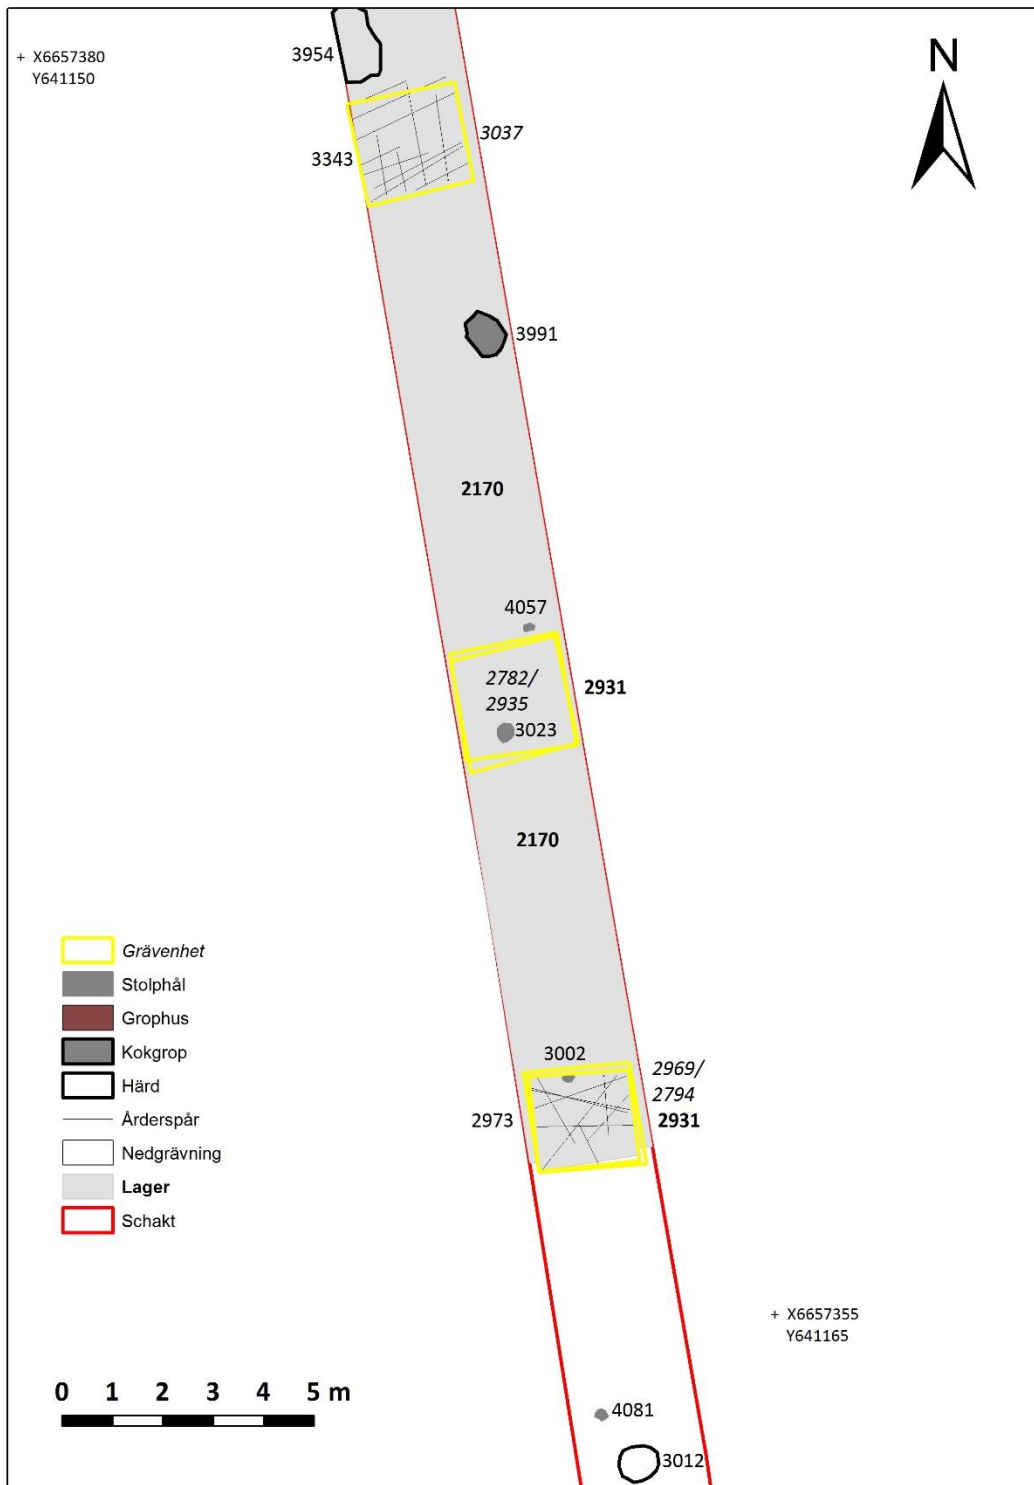 + X6657380
Y641150
3954
N
3037
3343
3991
2170
4057
2782/
2935
2931
3023
2170
Grävenhet
Stolphål
Grophus
Kokgrop
Härd
Årderspår
Nedgrävning
Lager
Schakt
3002
2969/
2794
2973
2931
+ X6657355
Y641165
0 1 2 3 4 5 m
4081
3012